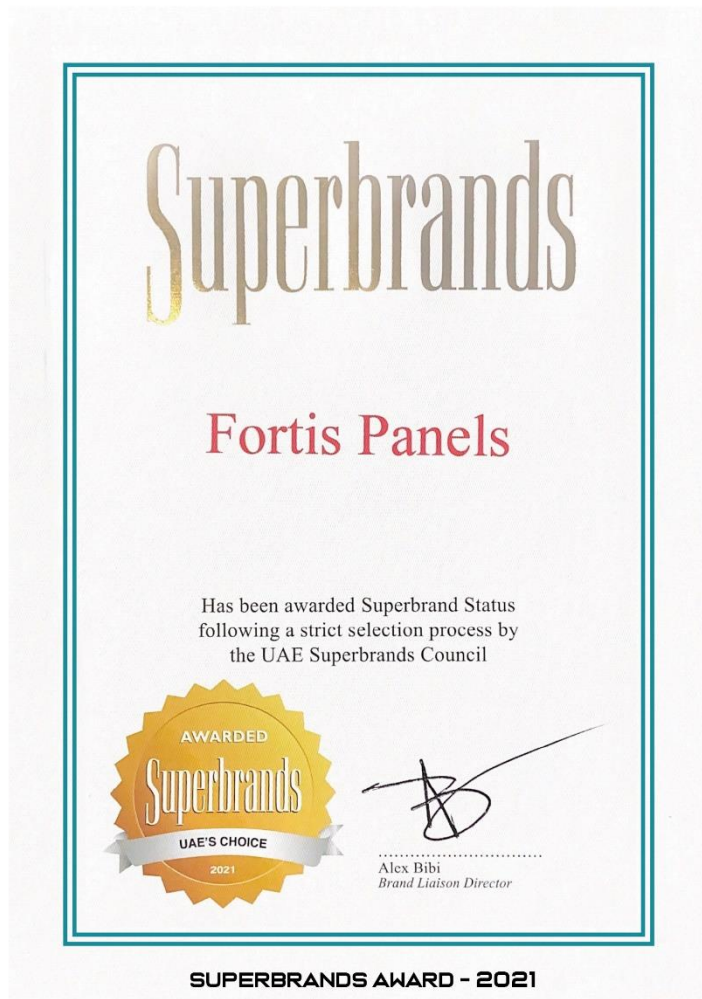 Superbrands
Fortis Panels
Has been awarded Superbrand Status
following a strict selection process by
the UAE Superbrands Council
AWARDED
Superbrands
UAE'S CHOICE
2021
Alex Bibi
Brand Liaison Director
SUPERBRANDS AWARD - 2021